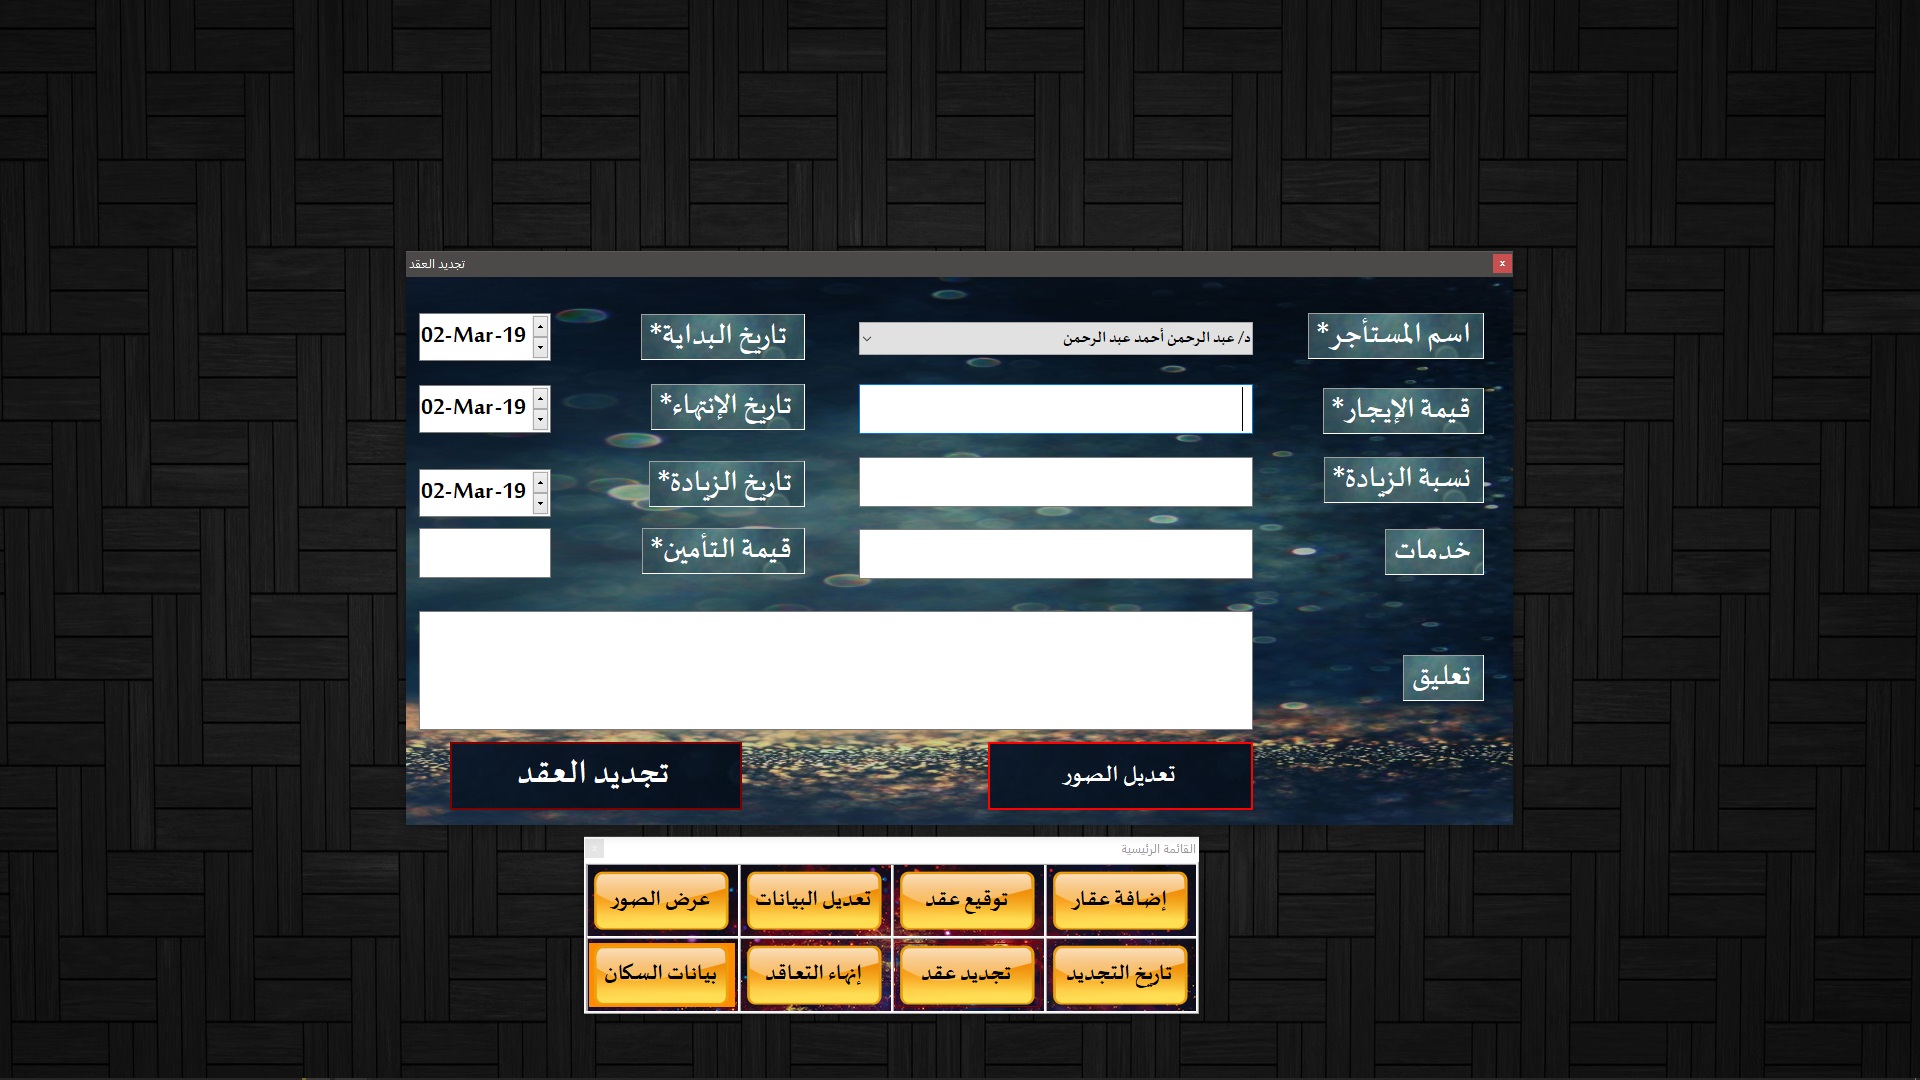 تجديد العقد
x
اسم المستأجر*
د/ عبد الرحمن أحمد عبد الرحمن
تاريخ البداية*
02-Mar-19
قيمة الإيجار*
تاريخ الإنتهاء*
02-Mar-19
نسبة الزيادة*
تاريخ الزيادة*
02-Mar-19
خدمات
قيمة التأمين*
تعليق
تعديل الصور
تجديد العقد
القائمة الرئيسية
x
إضافة عقار
توقيع عقد
تعديل البيانات
عرض الصور
تاريخ التجديد
تجديد عقد
إنهاء التعاقد
بيانات السكان